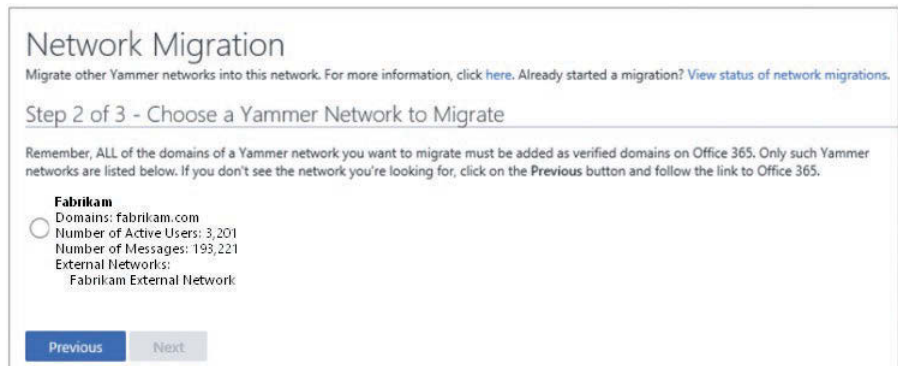 Network Migration
Migrate other Yammer networks into this network. For more information, click here. Already started a migration? View status of network migrations.
Step 2 of 3 - Choose a Yammer Network to Migrate
Remember, ALL of the domains of a Yammer network you want to migrate must be added as verified domains on Office 365. Only such Yammer
networks are listed below. If you don't see the network you're looking for, click on the Previous button and follow the link to Office 365.
Fabrikam
Domains: fabrikam.com
Number of Active Users: 3,201
Number of Messages: 193,221
External Networks:
Fabrikam External Network
Previous Next